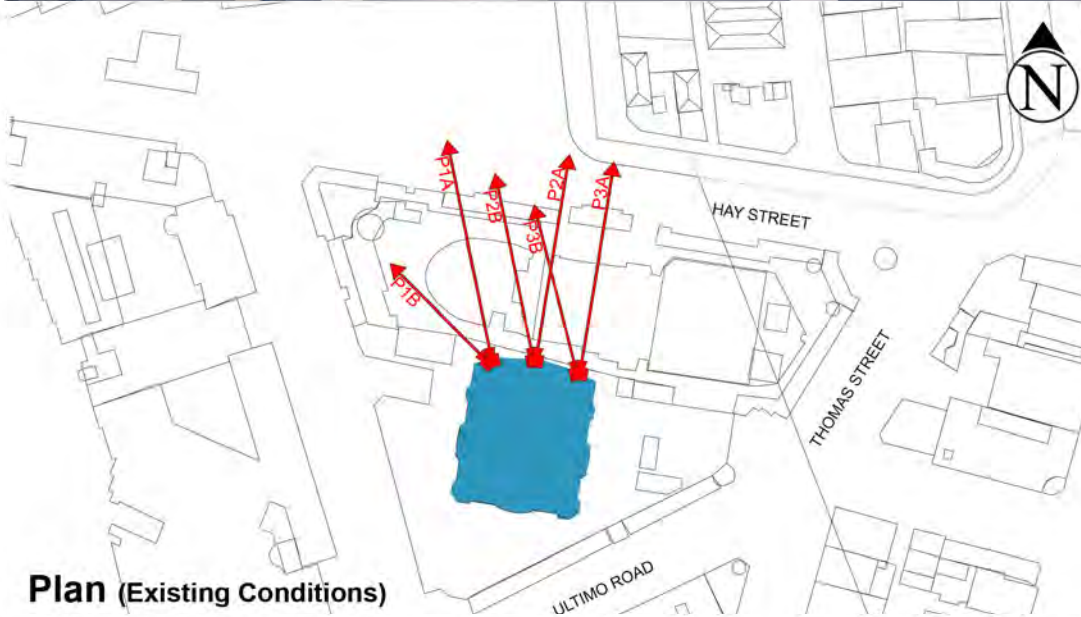 N
P1A
P2B
P2A
P3A
P3B
P1B
HAY STREET
THOMAS STREET
ULTIMO ROAD
Plan (Existing Conditions)